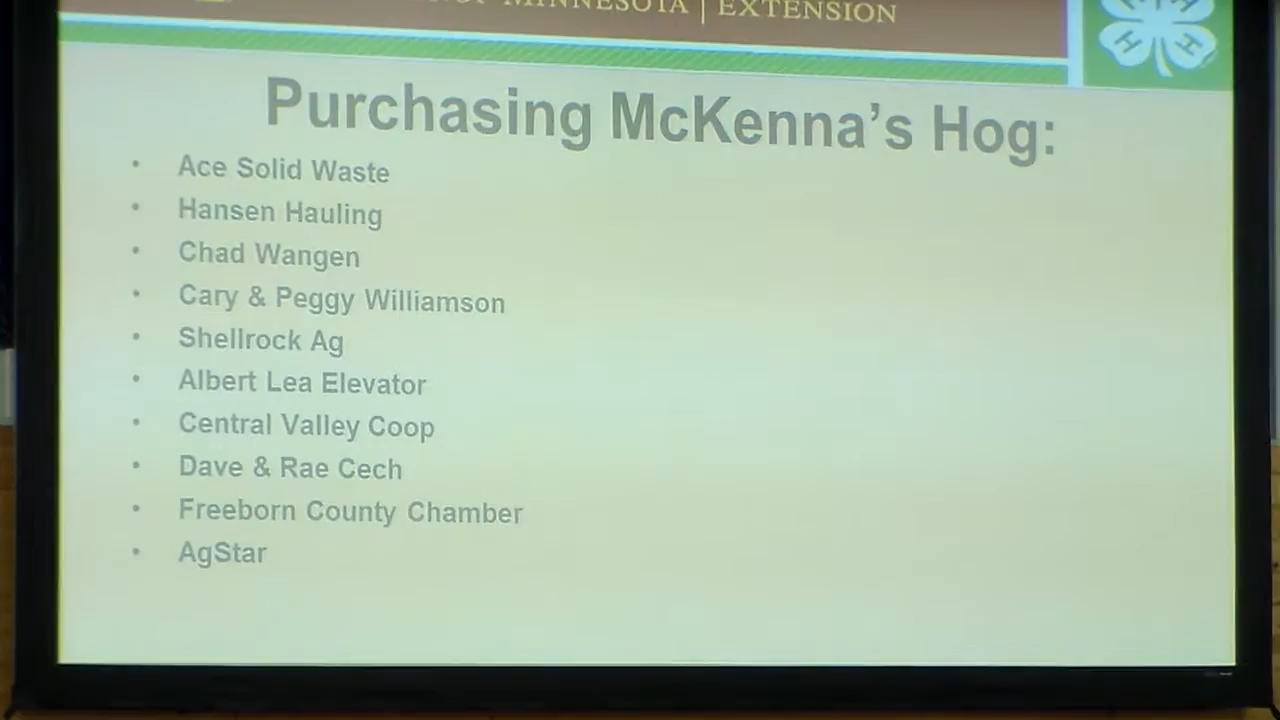 MINNESOTA | EXTENSION
H H
H H
Purchasing McKenna's Hog:
• Ace Solid Waste
• Hansen Hauling
• Chad Wangen
• Cary & Peggy Williamson
• Shellrock Ag
• Albert Lea Elevator
• Central Valley Coop
• Dave & Rae Cech
• Freeborn County Chamber
• AgStar